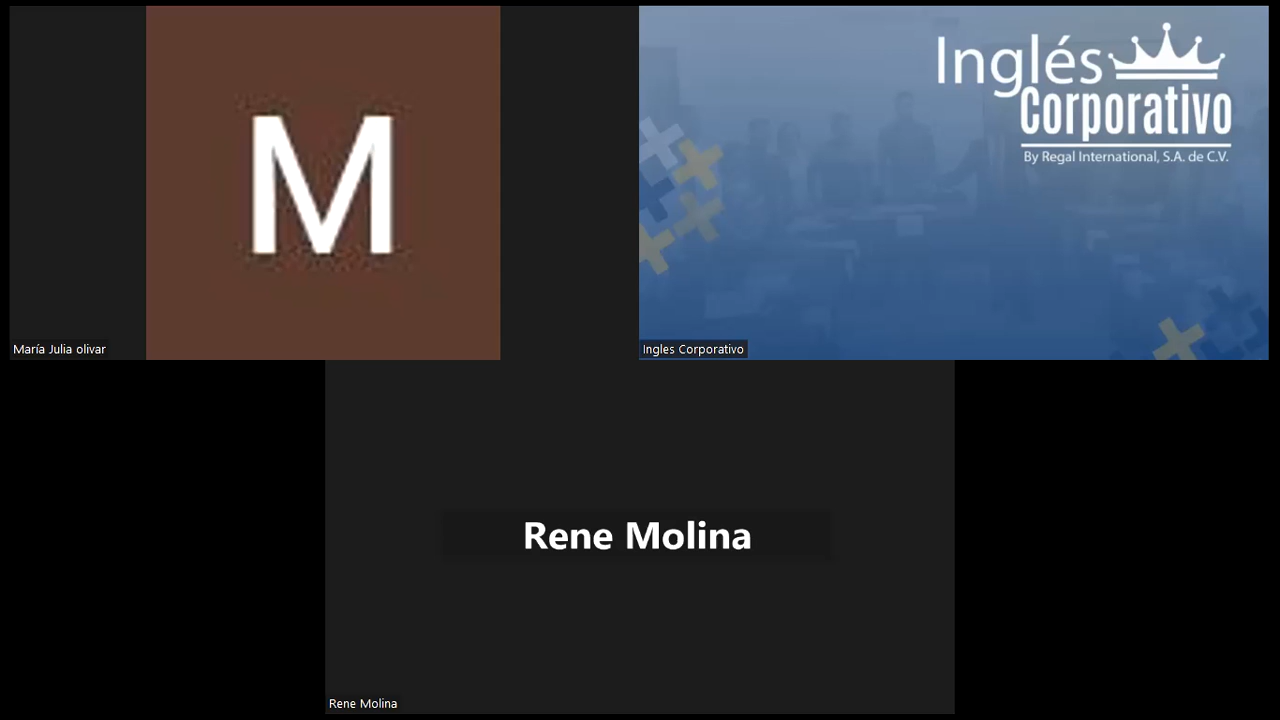 M
María Julia olivar
Inglés
Corporativo
By Regal International, S.A. de C.V.
Ingles Corporativo
Rene Molina
Rene Molina